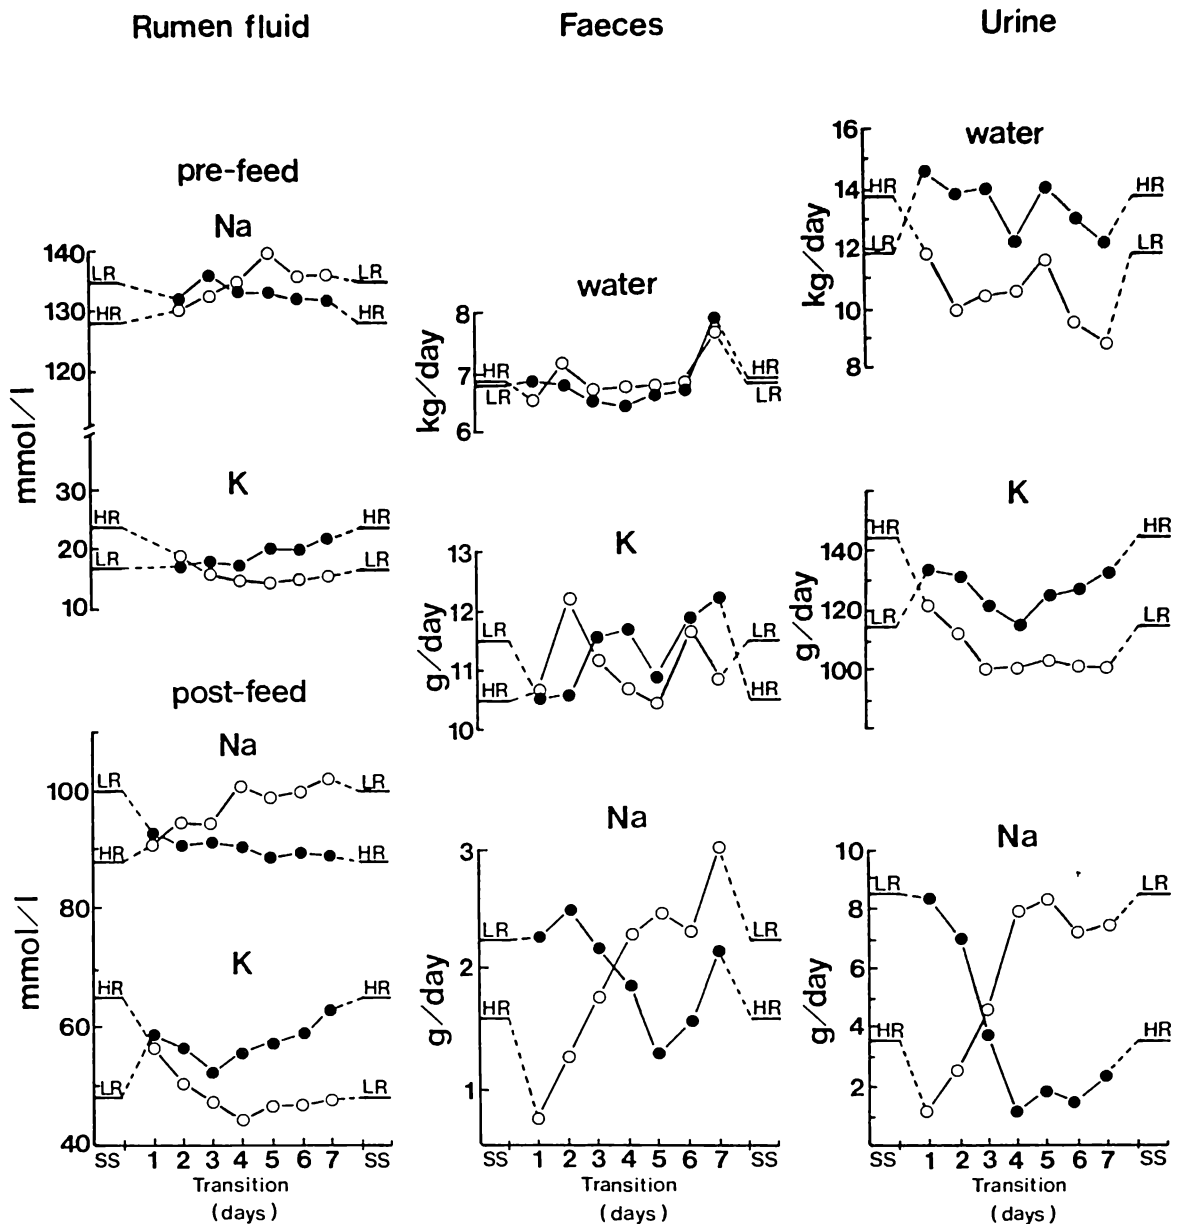 Rumen fluid
pre-feed
Na
140
130
120
LR
HR
LR
HR
mmol/l
K
30
20
10
HR
LR
HR
LR
post-feed
Na
100
80
60
40
LR
HR
LR
HR
mmol/l
K
HR
LR
HR
LR
SS 1 2 3 4 5 6 7 SS
Transition
(days)
Faeces
water
8
7
6
kg/day
HR
LR
HR
LR
K
13
12
11
10
g/day
LR
HR
LR
HR
Na
3
2
1
g/day
LR
HR
LR
HR
SS 1 2 3 4 5 6 7 SS
Transition
(days)
Urine
water
16
14
12
10
8
kg/day
HR
LR
HR
LR
K
140
120
100
g/day
HR
LR
HR
LR
Na
10
8
6
4
2
g/day
LR
HR
LR
HR
SS 1 2 3 4 5 6 7 SS
Transition
(days)